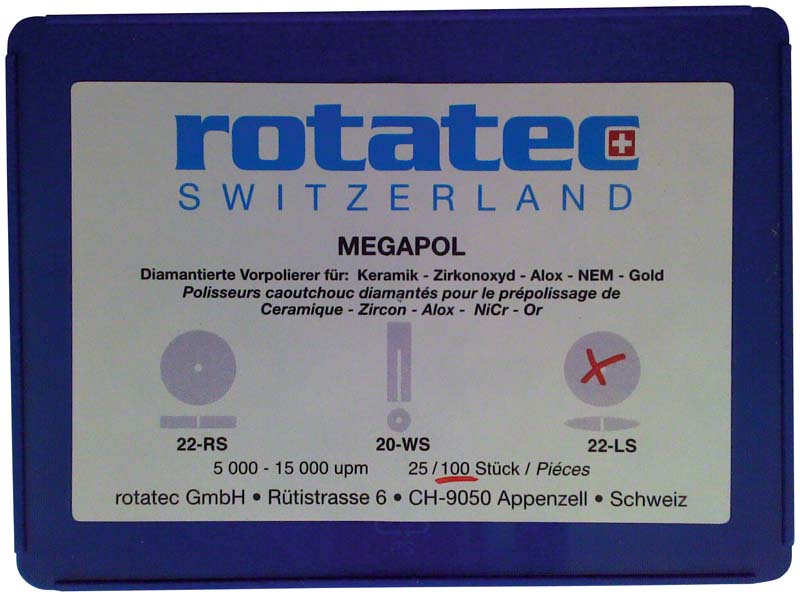 rotatec
SWITZERLAND
MEGAPOL
Diamantierte Vorpolierer für: Keramik - Zirkonoxyd - Alox - NEM - Gold
Polisseurs caoutchouc diamantés pour le prépolissage de
Ceramique - Zircon - Alox - NiCr - Or
22-RS 20-WS 22-LS
5 000 - 15 000 upm 25 / 100 Stück / Piéces
rotatec GmbH • Rütistrasse 6 • CH-9050 Appenzell • Schweiz